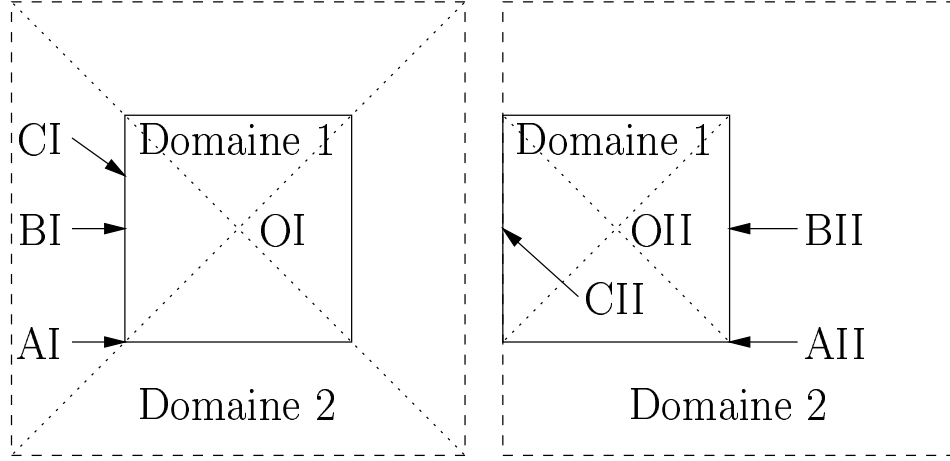 Domaine 1
CI
BI
OI
AI
Domaine 2
Domaine 1
OII
BII
CII
AII
Domaine 2